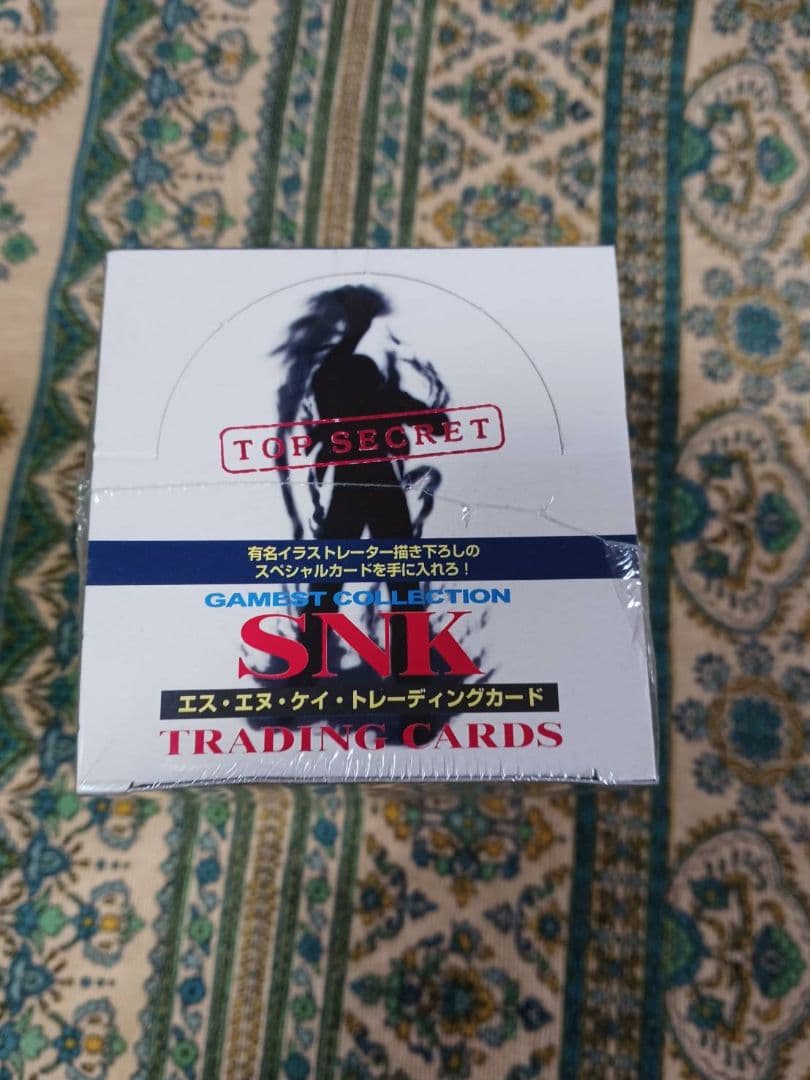 TOP SECRET
有名イラストレーター描き下ろしの
スペシャルカードを手に入れろ！
GAMEST COLLECTION
SNK
エス・エヌ・ケイ・トレーディングカード
TRADING CARDS